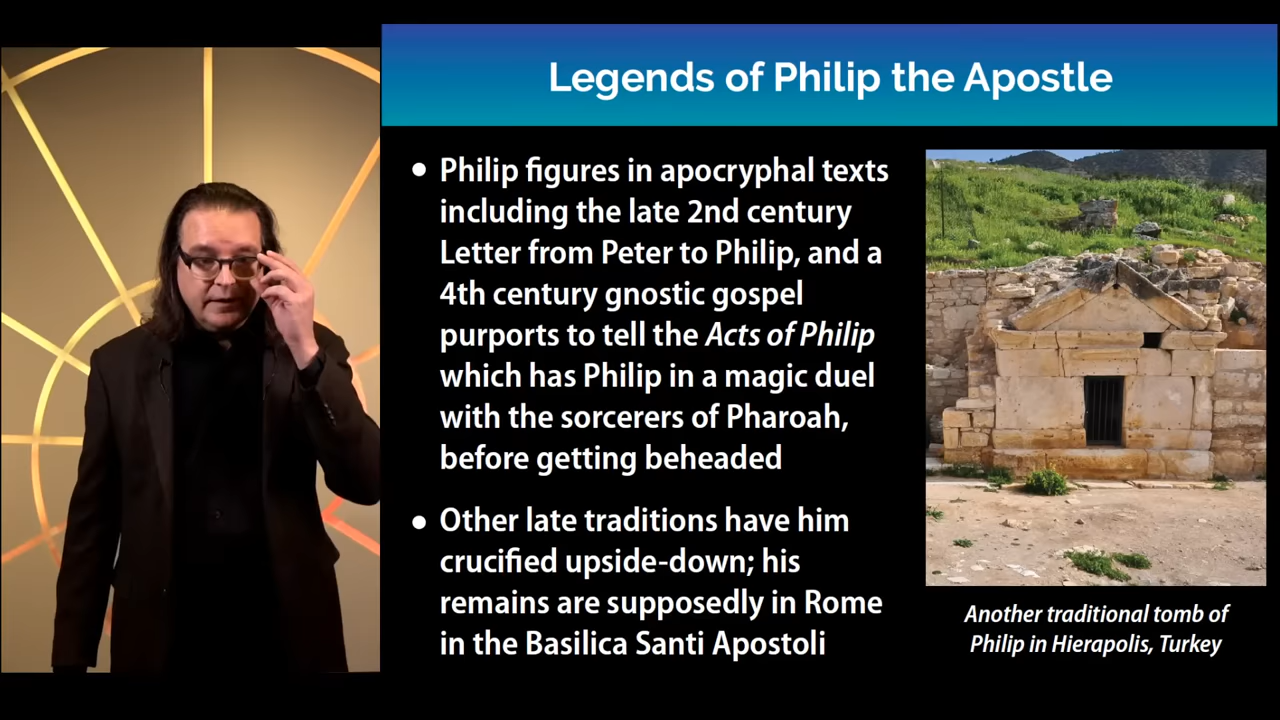 Legends of Philip the Apostle
• Philip figures in apocryphal texts
including the late 2nd century
Letter from Peter to Philip, and a
4th century gnostic gospel
purports to tell the Acts of Philip
which has Philip in a magic duel
with the sorcerers of Pharoah,
before getting beheaded
• Other late traditions have him
crucified upside-down; his
remains are supposedly in Rome
in the Basilica Santi Apostoli
Another traditional tomb of
Philip in Hierapolis, Turkey